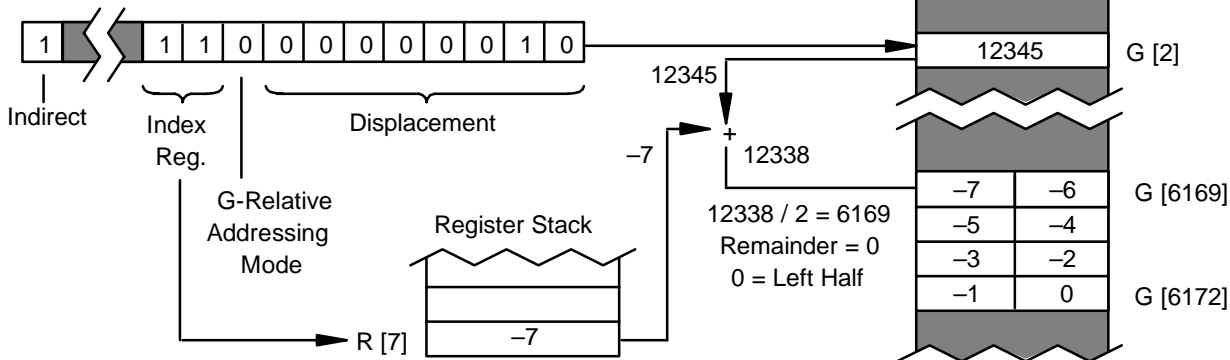 1 1 1 0 0 0 0 0 0 0 1 0
12345 G [2]
12345
Indirect
Index
Reg.
Displacement
+
–7
12338
G-Relative
Addressing
Mode
12338 / 2 = 6169
Remainder = 0
0 = Left Half
Register Stack
R [7] –7
–7 –6 G [6169]
–5 –4
–3 –2
–1 0 G [6172]